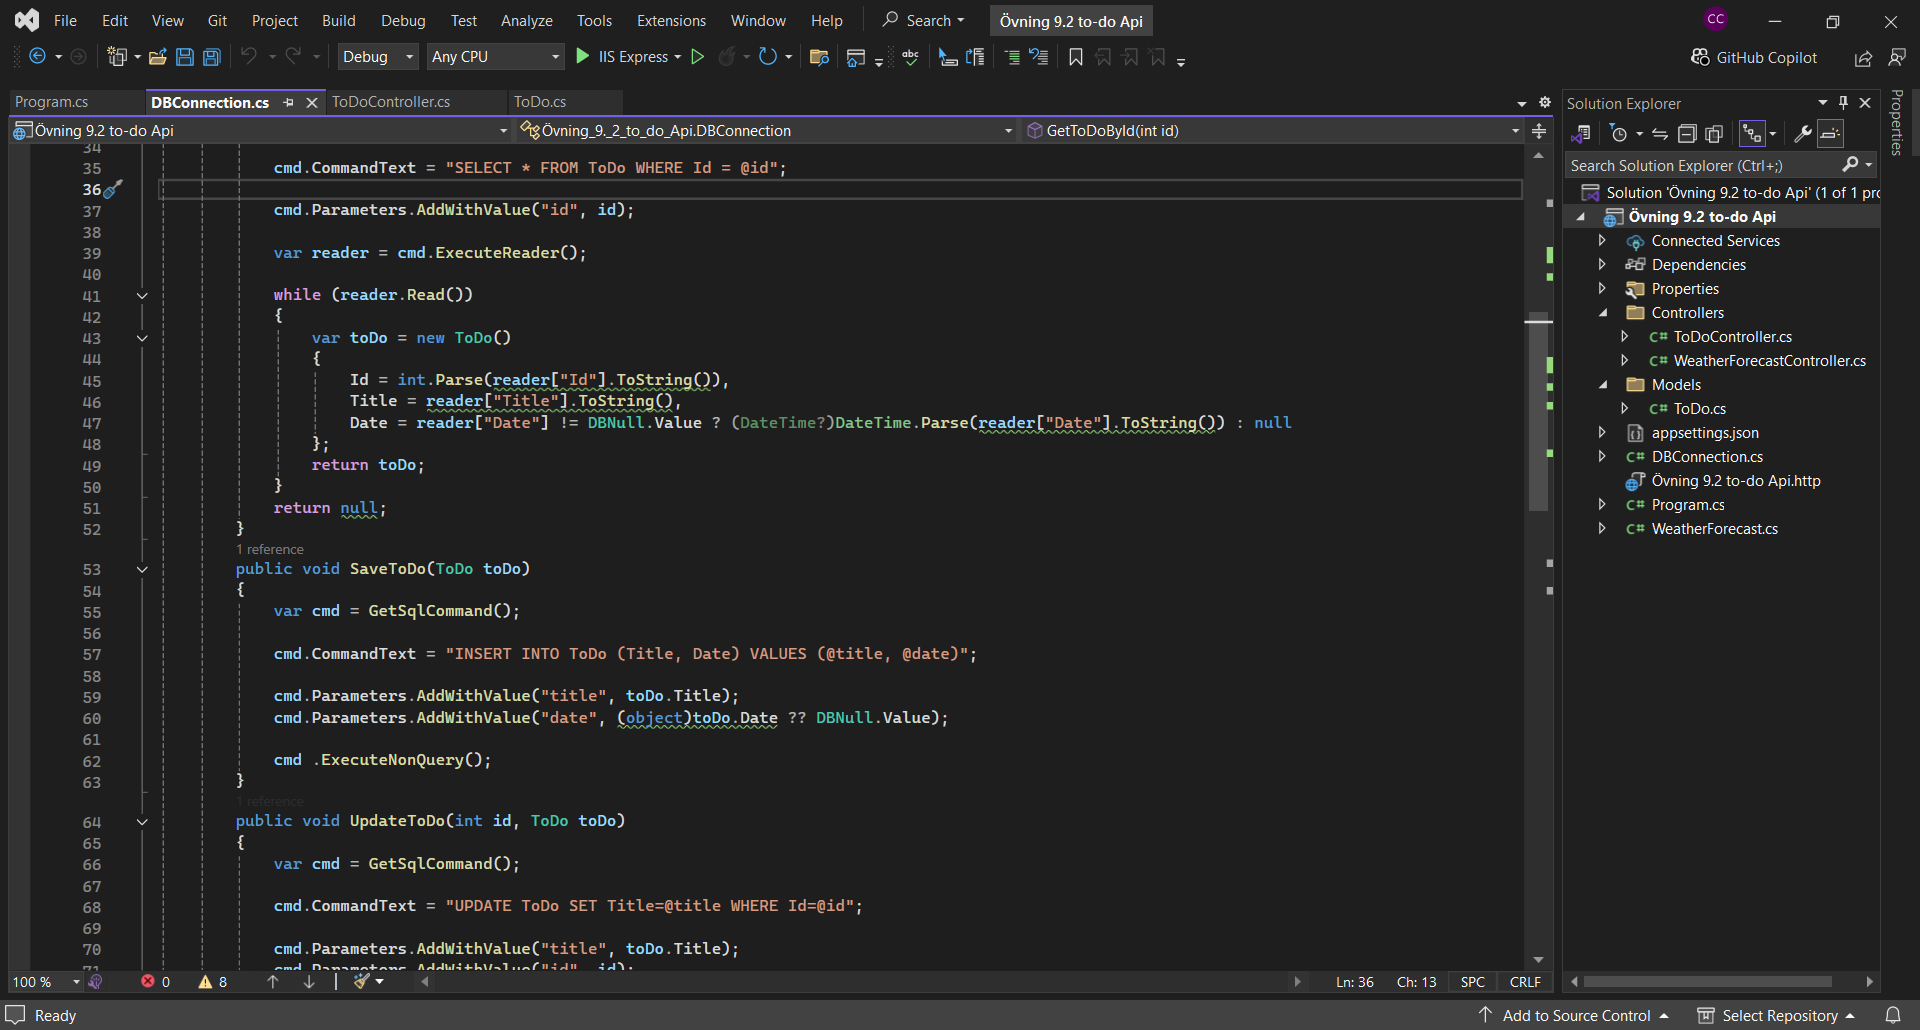 File Edit View Git Project Build Debug Test Analyze Tools Extensions Window Help Search Övning 9.2 to-do Api CC
Debug Any CPU IIS Express abc GitHub Copilot
Program.cs DBConnection.cs ToDoController.cs ToDo.cs
Övning 9.2 to-do Api Övning_9._2_to_do_Api.DBConnection GetToDoById(int id)
34
35 cmd.CommandText = "SELECT * FROM ToDo WHERE Id = @id";
36
37 cmd.Parameters.AddWithValue("id", id);
38
39 var reader = cmd.ExecuteReader();
40
41 while (reader.Read())
42 {
43 var toDo = new ToDo()
44 {
45 Id = int.Parse(reader["Id"].ToString()),
46 Title = reader["Title"].ToString(),
47 Date = reader["Date"] != DBNull.Value ? (DateTime?)DateTime.Parse(reader["Date"].ToString()) : null
48 };
49 return toDo;
50 }
51 return null;
52 }
1 reference
53 public void SaveToDo(ToDo toDo)
54 {
55 var cmd = GetSqlCommand();
56
57 cmd.CommandText = "INSERT INTO ToDo (Title, Date) VALUES (@title, @date)";
58
59 cmd.Parameters.AddWithValue("title", toDo.Title);
60 cmd.Parameters.AddWithValue("date", (object)toDo.Date ?? DBNull.Value);
61
62 cmd .ExecuteNonQuery();
63 }
1 reference
64 public void UpdateToDo(int id, ToDo toDo)
65 {
66 var cmd = GetSqlCommand();
67
68 cmd.CommandText = "UPDATE ToDo SET Title=@title WHERE Id=@id";
69
70 cmd.Parameters.AddWithValue("title", toDo.Title);
71 cmd.Parameters.AddWithValue("id", id);
100 % 0 8 Ln: 36 Ch: 13 SPC CRLF
Solution Explorer
Search Solution Explorer (Ctrl+;)
Solution 'Övning 9.2 to-do Api' (1 of 1 prc
Övning 9.2 to-do Api
Connected Services
Dependencies
Properties
Controllers
C# ToDoController.cs
C# WeatherForecastController.cs
Models
C# ToDo.cs
appsettings.json
C# DBConnection.cs
Övning 9.2 to-do Api.http
C# Program.cs
C# WeatherForecast.cs
Properties
Ready Add to Source Control Select Repository